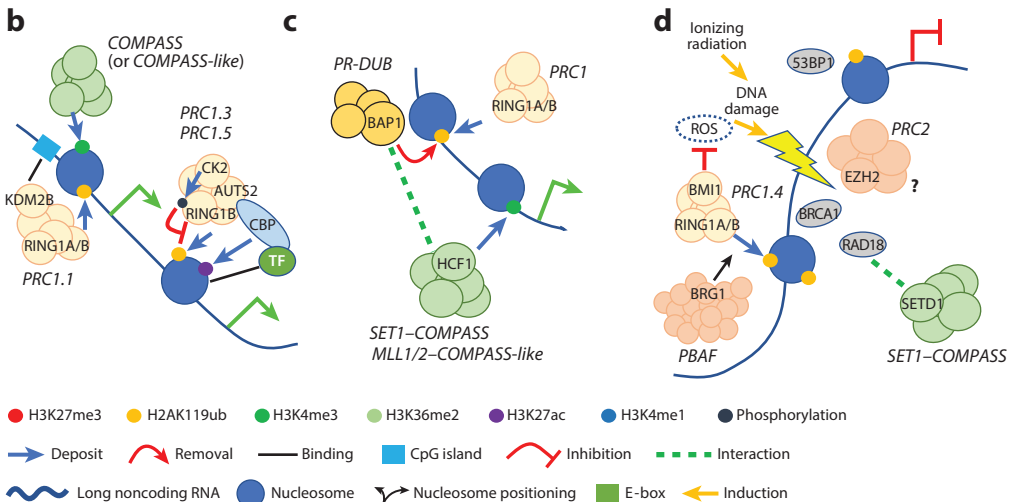 b
COMPASS
(or COMPASS-like)
PRC1.3
PRC1.5
CK2
AUTS2
KDM2B
RING1B
CBP
RING1A/B
TF
PRC1.1
c
PR-DUB
PRC1
RING1A/B
BAP1
HCF1
SET1–COMPASS
MLL1/2–COMPASS-like
d
Ionizing
radiation
53BP1
DNA
damage
ROS
PRC2
EZH2
?
BMI1
PRC1.4
RING1A/B
BRCA1
RAD18
BRG1
SETD1
PBAF
SET1–COMPASS
H3K27me3 H2AK119ub H3K4me3 H3K36me2 H3K27ac H3K4me1 Phosphorylation
Deposit Removal Binding CpG island Inhibition Interaction
Long noncoding RNA Nucleosome Nucleosome positioning E-box Induction